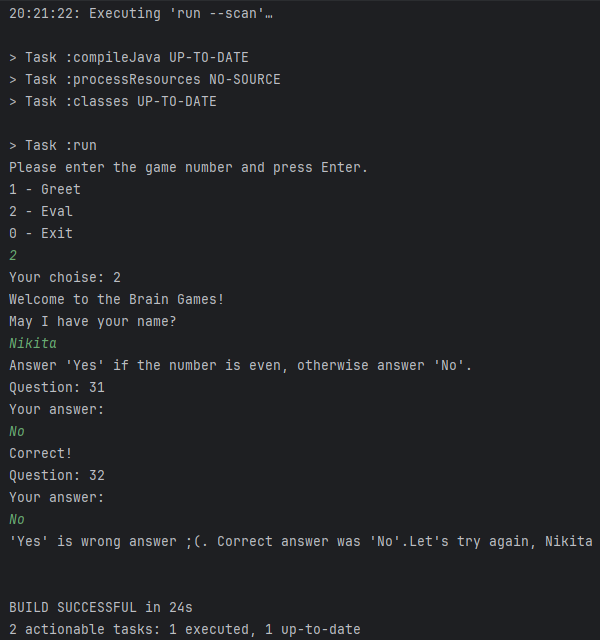 20:21:22: Executing 'run --scan'…
> Task :compileJava UP-TO-DATE
> Task :processResources NO-SOURCE
> Task :classes UP-TO-DATE
> Task :run
Please enter the game number and press Enter.
1 - Greet
2 - Eval
0 - Exit
2
Your choise: 2
Welcome to the Brain Games!
May I have your name?
Nikita
Answer 'Yes' if the number is even, otherwise answer 'No'.
Question: 31
Your answer:
No
Correct!
Question: 32
Your answer:
No
'Yes' is wrong answer ;(. Correct answer was 'No'.Let's try again, Nikita
BUILD SUCCESSFUL in 24s
2 actionable tasks: 1 executed, 1 up-to-date